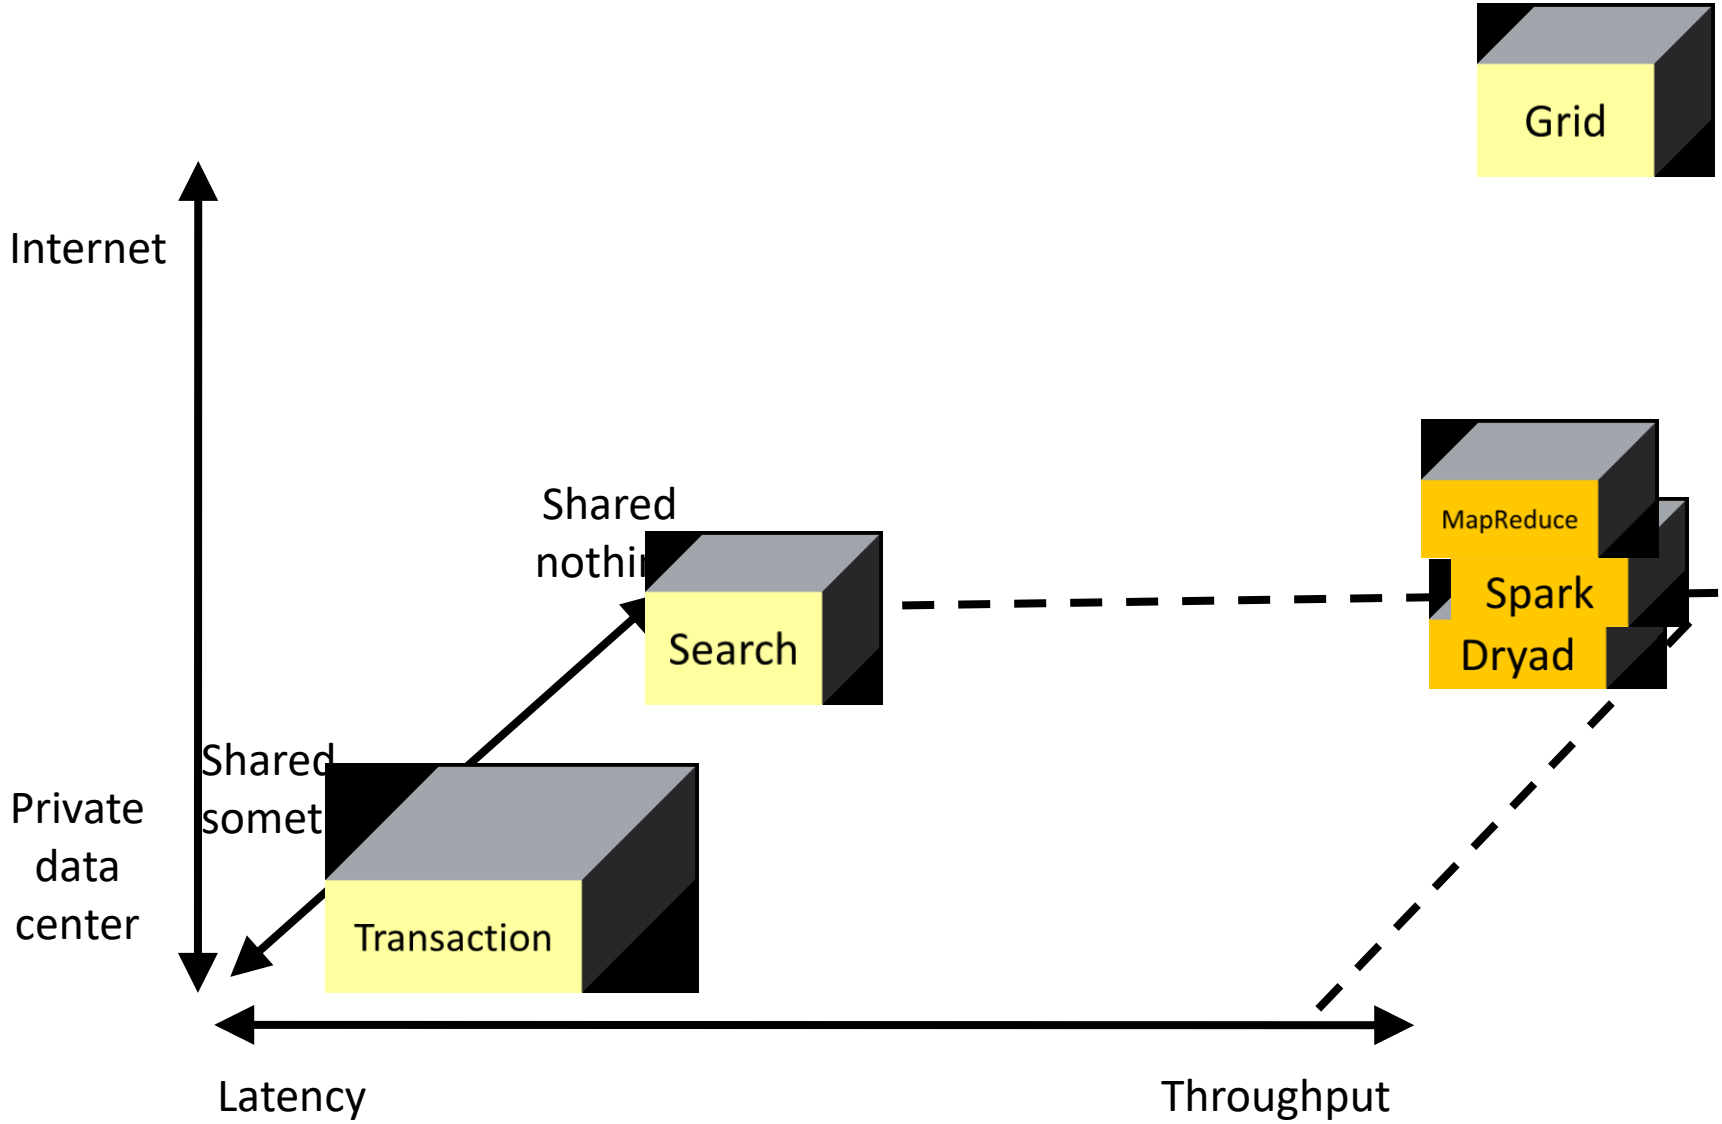 Grid
Internet
Shared
MapReduce
Spark
Search
Dryad
Shared
Private
data
center
Transaction
Latency
Throughput